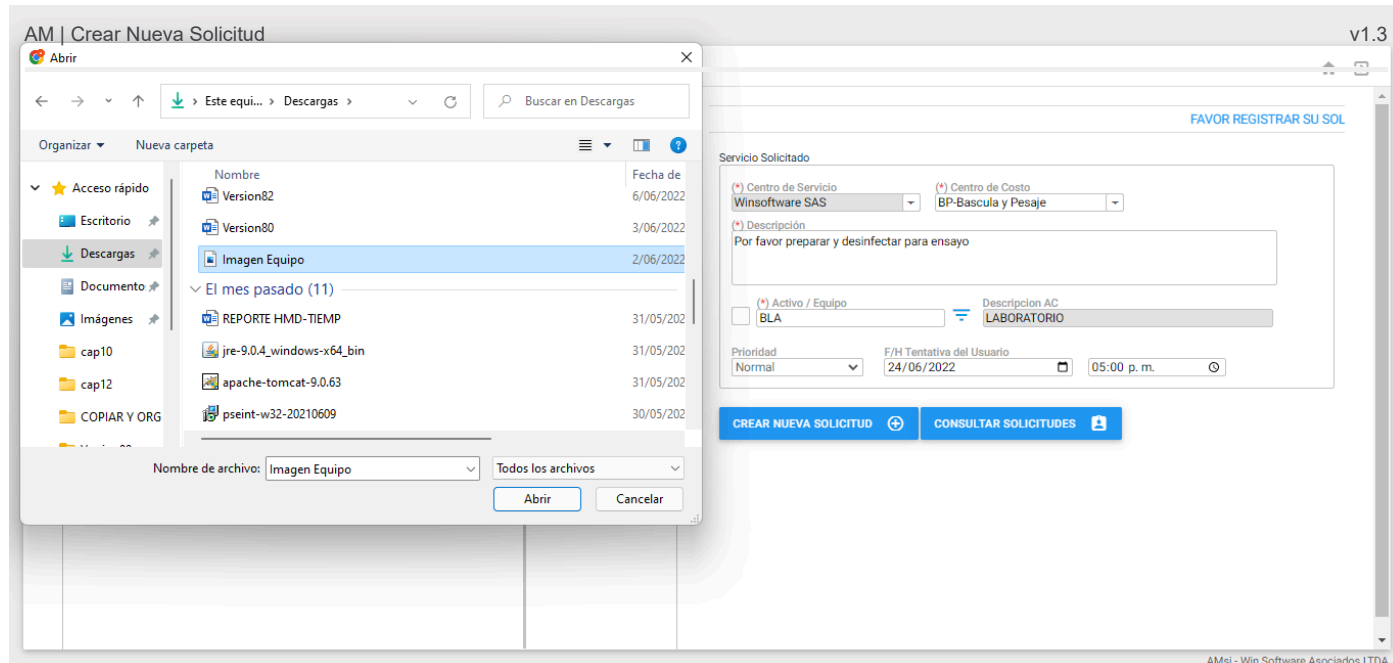 AM | Crear Nueva Solicitud
v1.3
Abrir
Este equi... > Descargas >
Buscar en Descargas
Organizar
Nueva carpeta
Nombre
Fecha de
Acceso rápido
Escritorio
Descargas
Documento
Imágenes
cap10
cap12
COPIAR Y ORG
Version82 6/06/2022
Version80 3/06/2022
Imagen Equipo 2/06/2022
El mes pasado (11)
REPORTE HMD-TIEMP 31/05/202
jre-9.0.4_windows-x64_bin 31/05/202
apache-tomcat-9.0.63 31/05/202
pseint-w32-20210609 30/05/202
Nombre de archivo: Imagen Equipo
Todos los archivos
Abrir
Cancelar
FAVOR REGISTRAR SU SOL
Servicio Solicitado
(*) Centro de Servicio
Winsoftware SAS
(*) Centro de Costo
BP-Bascula y Pesaje
(*) Descripción
Por favor preparar y desinfectar para ensayo
(*) Activo / Equipo
BLA
Descripcion AC
LABORATORIO
Prioridad
Normal
F/H Tentativa del Usuario
24/06/2022
05:00 p. m.
CREAR NUEVA SOLICITUD
CONSULTAR SOLICITUDES
AMsi - Win Software Asociados LTDA